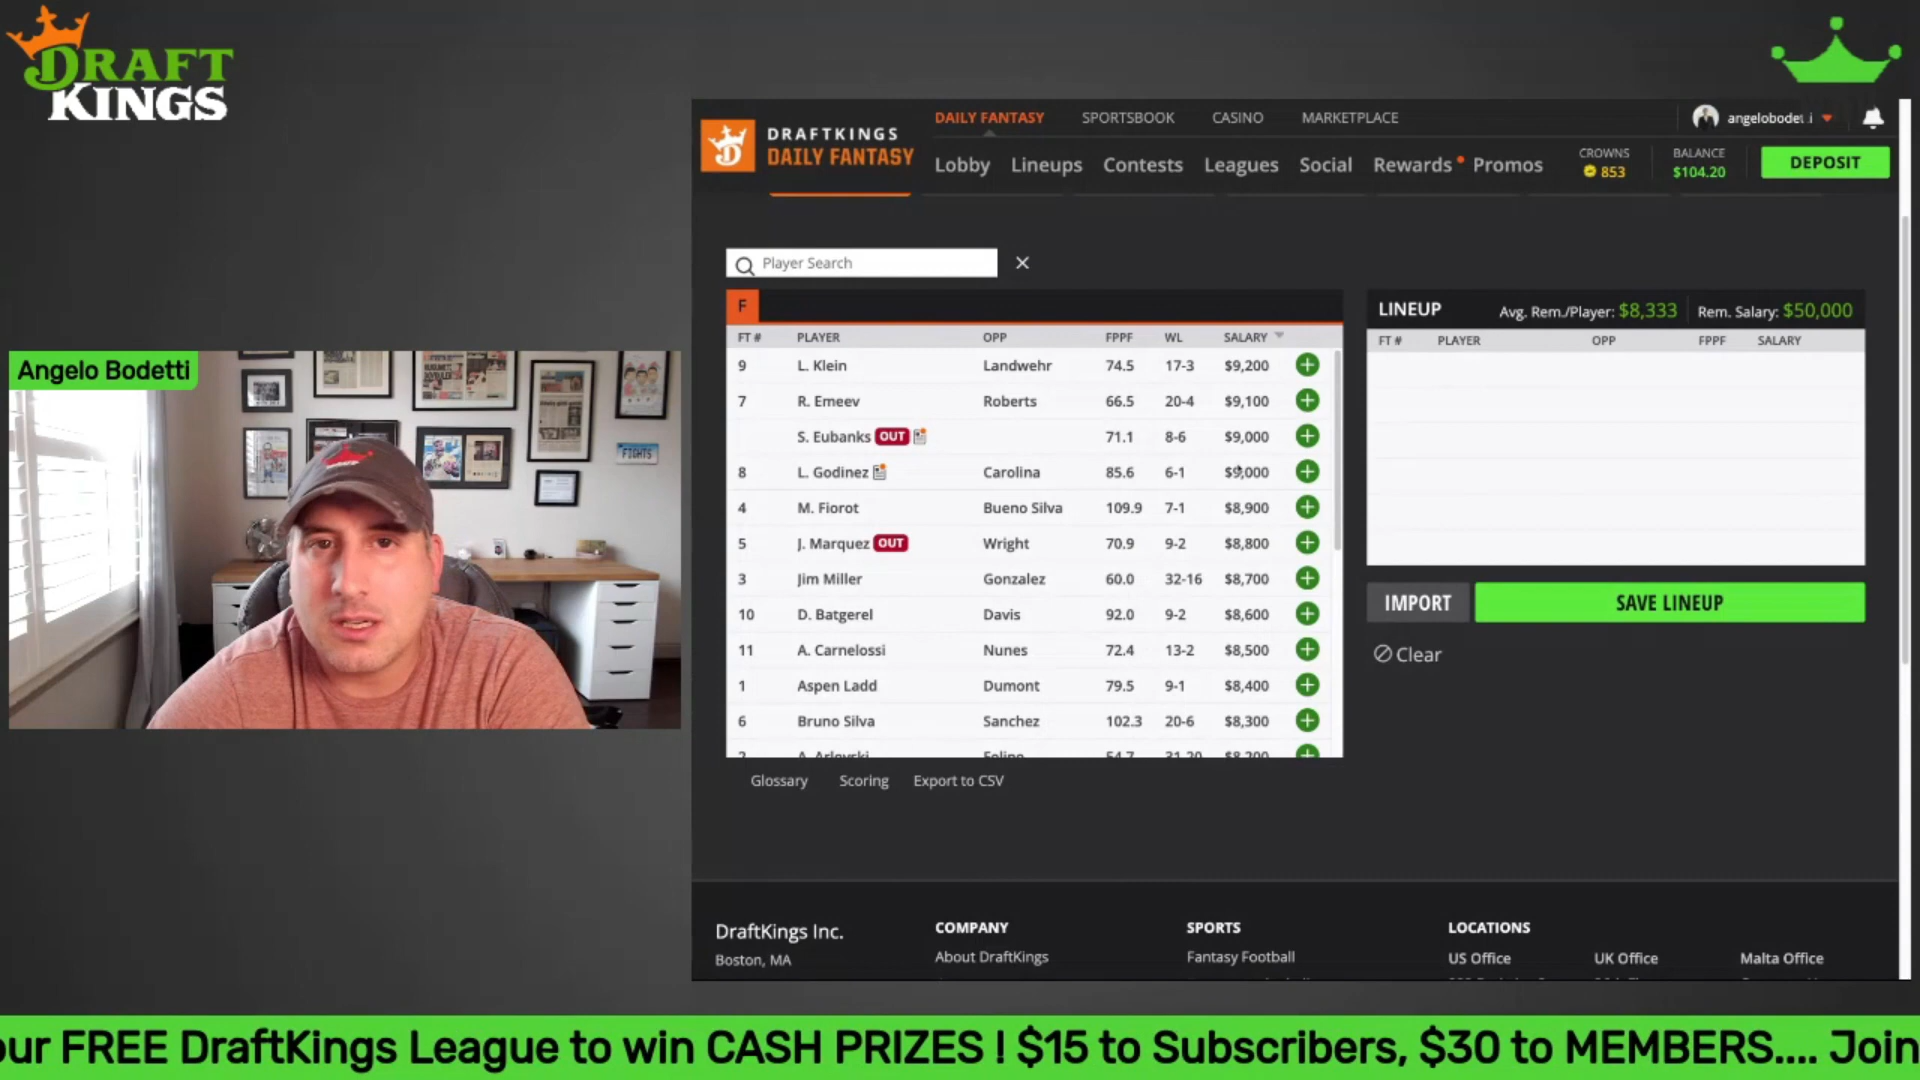 DRAFT
KINGS
DAILY FANTASY SPORTSBOOK CASINO MARKETPLACE
DRAFTKINGS
DAILY FANTASY
Lobby Lineups Contests Leagues Social Rewards Promos
CROWNS
853
BALANCE
$104.20
DEPOSIT
Player Search
F
FT # PLAYER OPP FPPF WL SALARY
9 L. Klein Landwehr 74.5 17-3 $9,200
7 R. Emeev Roberts 66.5 20-4 $9,100
S. Eubanks OUT 71.1 8-6 $9,000
8 L. Godinez Carolina 85.6 6-1 $9,000
4 M. Fiorot Bueno Silva 109.9 7-1 $8,900
5 J. Marquez OUT Wright 70.9 9-2 $8,800
3 Jim Miller Gonzalez 60.0 32-16 $8,700
10 D. Batgerel Davis 92.0 9-2 $8,600
11 A. Carnelossi Nunes 72.4 13-2 $8,500
1 Aspen Ladd Dumont 79.5 9-1 $8,400
6 Bruno Silva Sanchez 102.3 20-6 $8,300
Glossary Scoring Export to CSV
LINEUP Avg. Rem./Player: $8,333 Rem. Salary: $50,000
FT # PLAYER OPP FPPF SALARY
IMPORT SAVE LINEUP
Clear
Angelo Bodetti
FIGHTS
DraftKings Inc.
Boston, MA
COMPANY
About DraftKings
SPORTS
Fantasy Football
LOCATIONS
US Office UK Office Malta Office
our FREE DraftKings League to win CASH PRIZES ! $15 to Subscribers, $30 to MEMBERS.... Join